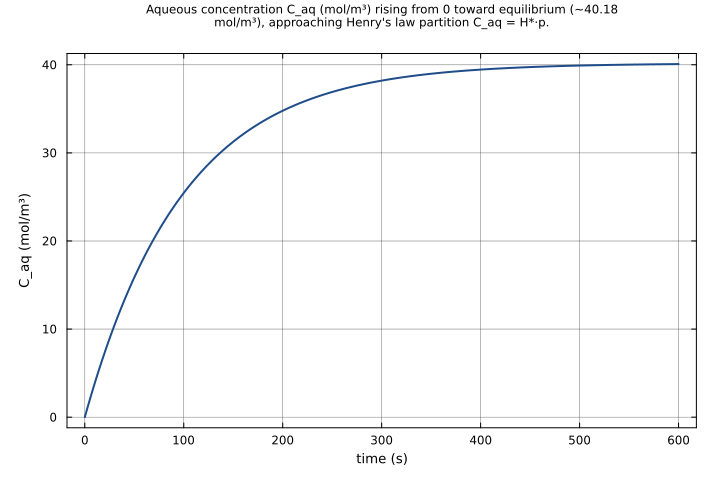 Aqueous concentration C_aq (mol/m³) rising from 0 toward equilibrium (~40.18
mol/m³), approaching Henry's law partition C_aq = H*·p.
40
30
20
10
0
C_aq (mol/m³)
0 100 200 300 400 500 600
time (s)